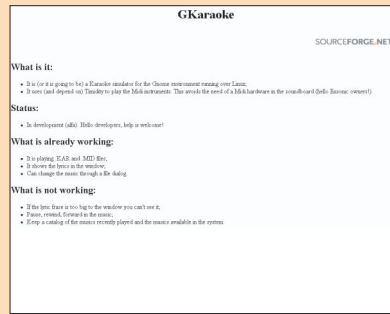 GKaraoke
SOURCEFORGE.NET
What is it:
It is (or it is going to be) a Karaoke simulator for the Gnome environment running over Linux;
It uses (and depend on) Timidity to play the Midi instruments. This avoids the need of a Midi hardware in the soundboard (hello Ensoniq owners!).
Status:
In development (alfa). Hello developers, help is welcome!
What is already working:
It is playing .KAR and .MID files;
It shows the lyrics in the window;
Can change the music through a file dialog.
What is not working:
If the lyric frase is too big to the window you can't see it;
Pause, rewind, forward in the music;
Keep a catalog of the musics recently played and the musics available in the system.